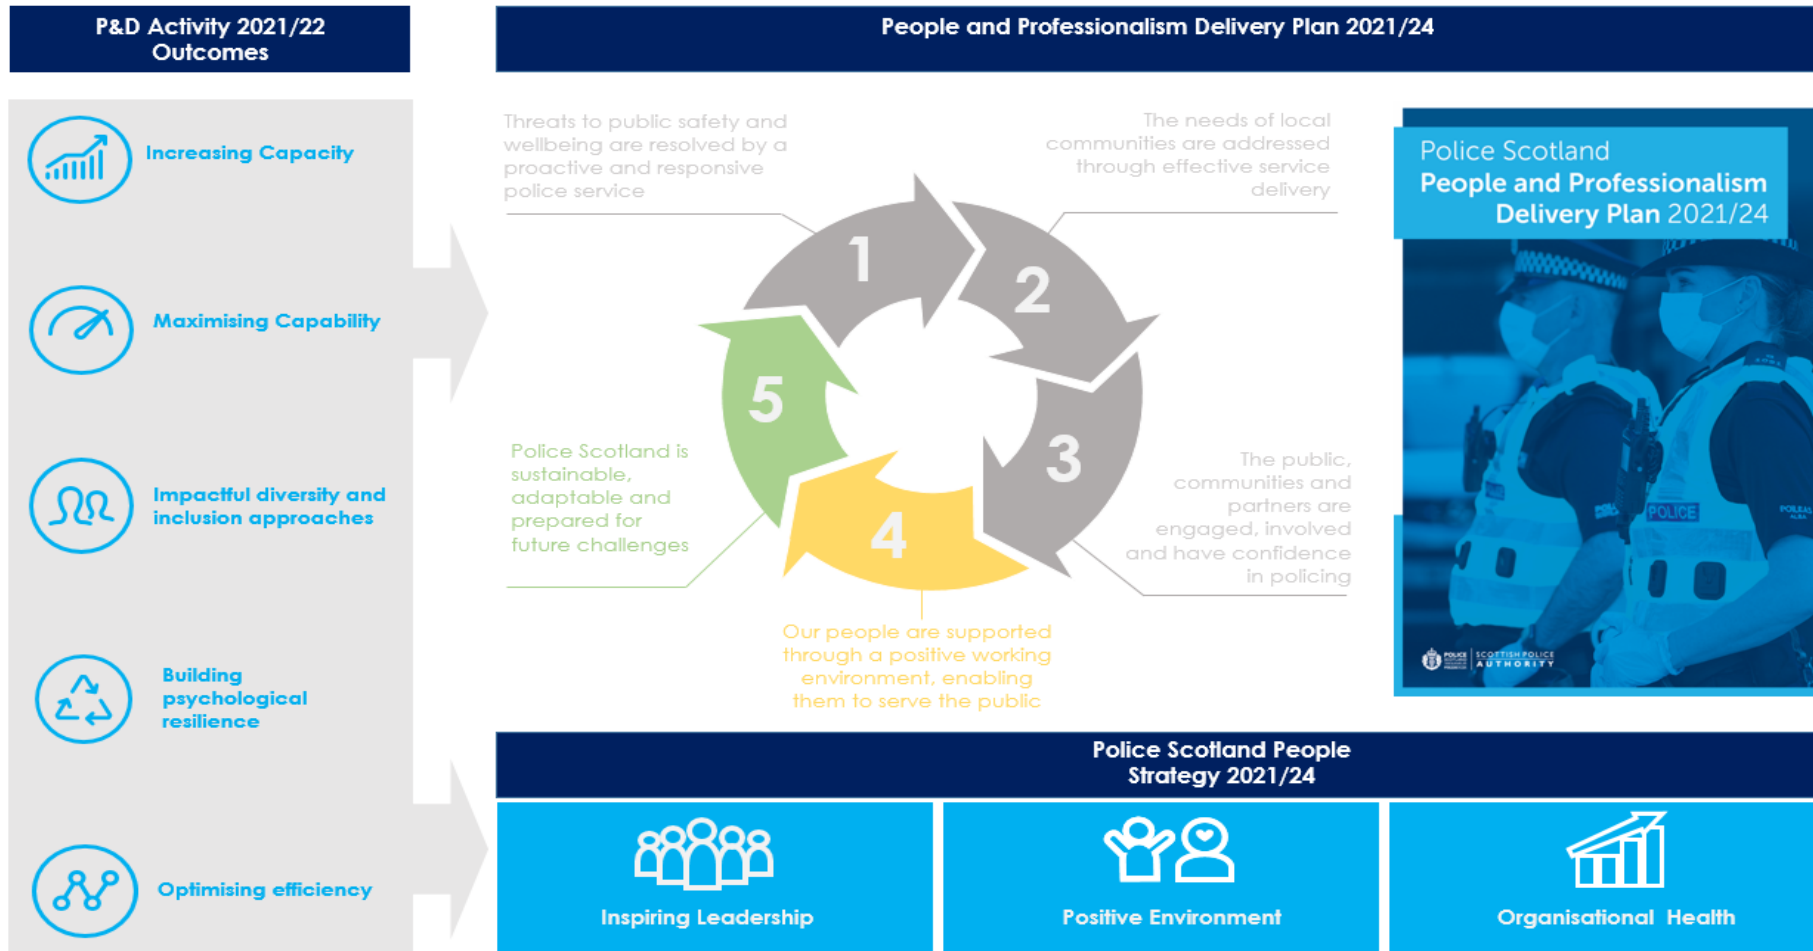 P&D Activity 2021/22
Outcomes
Increasing Capacity
Maximising Capability
Impactful diversity and
inclusion approaches
Building
psychological
resilience
Optimising efficiency
People and Professionalism Delivery Plan 2021/24
Threats to public safety and
wellbeing are resolved by a
proactive and responsive
police service
The needs of local
communities are addressed
through effective service
delivery
1
2
3
4
5
Police Scotland is
sustainable,
adaptable and
prepared for
future challenges
The public,
communities and
partners are
engaged, involved
and have confidence
in policing
Our people are supported
through a positive working
environment, enabling
them to serve the public
Police Scotland
People and Professionalism
Delivery Plan 2021/24
POLICE
POILEAS
ALBA
POLICE
SCOTTISH POLICE
AUTHORITY
Police Scotland People
Strategy 2021/24
Inspiring Leadership
Positive Environment
Organisational Health